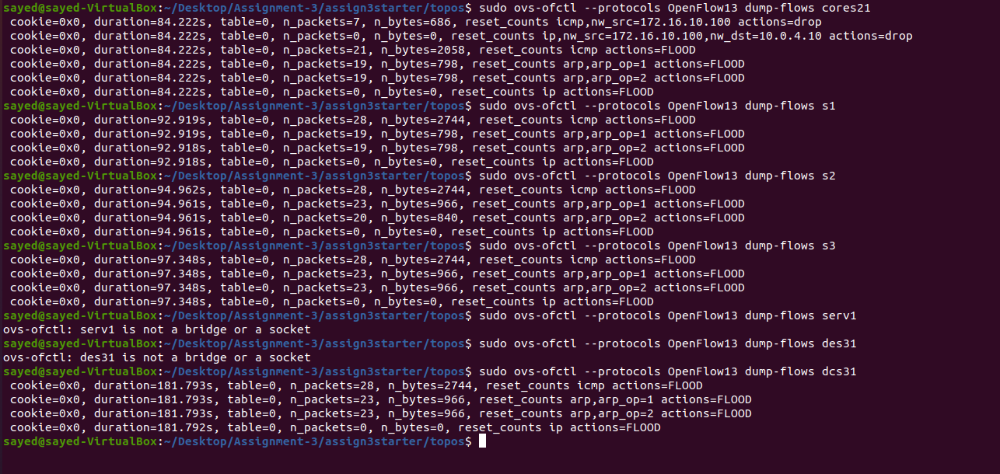 sayed@sayed-VirtualBox:~/Desktop/Assignment-3/assign3starter/topos$ sudo ovs-ofctl --protocols OpenFlow13 dump-flows cores21
 cookie=0x0, duration=84.222s, table=0, n_packets=7, n_bytes=686, reset_counts icmp,nw_src=172.16.10.100 actions=drop
 cookie=0x0, duration=84.222s, table=0, n_packets=0, n_bytes=0, reset_counts ip,nw_src=172.16.10.100,nw_dst=10.0.4.10 actions=drop
 cookie=0x0, duration=84.222s, table=0, n_packets=21, n_bytes=2058, reset_counts icmp actions=FLOOD
 cookie=0x0, duration=84.222s, table=0, n_packets=19, n_bytes=798, reset_counts arp,arp_op=1 actions=FLOOD
 cookie=0x0, duration=84.222s, table=0, n_packets=19, n_bytes=798, reset_counts arp,arp_op=2 actions=FLOOD
 cookie=0x0, duration=84.222s, table=0, n_packets=0, n_bytes=0, reset_counts ip actions=FLOOD
sayed@sayed-VirtualBox:~/Desktop/Assignment-3/assign3starter/topos$ sudo ovs-ofctl --protocols OpenFlow13 dump-flows s1
 cookie=0x0, duration=92.919s, table=0, n_packets=28, n_bytes=2744, reset_counts icmp actions=FLOOD
 cookie=0x0, duration=92.919s, table=0, n_packets=19, n_bytes=798, reset_counts arp,arp_op=1 actions=FLOOD
 cookie=0x0, duration=92.918s, table=0, n_packets=19, n_bytes=798, reset_counts arp,arp_op=2 actions=FLOOD
 cookie=0x0, duration=92.918s, table=0, n_packets=0, n_bytes=0, reset_counts ip actions=FLOOD
sayed@sayed-VirtualBox:~/Desktop/Assignment-3/assign3starter/topos$ sudo ovs-ofctl --protocols OpenFlow13 dump-flows s2
 cookie=0x0, duration=94.962s, table=0, n_packets=28, n_bytes=2744, reset_counts icmp actions=FLOOD
 cookie=0x0, duration=94.961s, table=0, n_packets=23, n_bytes=966, reset_counts arp,arp_op=1 actions=FLOOD
 cookie=0x0, duration=94.961s, table=0, n_packets=20, n_bytes=840, reset_counts arp,arp_op=2 actions=FLOOD
 cookie=0x0, duration=94.961s, table=0, n_packets=0, n_bytes=0, reset_counts ip actions=FLOOD
sayed@sayed-VirtualBox:~/Desktop/Assignment-3/assign3starter/topos$ sudo ovs-ofctl --protocols OpenFlow13 dump-flows s3
 cookie=0x0, duration=97.348s, table=0, n_packets=28, n_bytes=2744, reset_counts icmp actions=FLOOD
 cookie=0x0, duration=97.348s, table=0, n_packets=23, n_bytes=966, reset_counts arp,arp_op=1 actions=FLOOD
 cookie=0x0, duration=97.348s, table=0, n_packets=23, n_bytes=966, reset_counts arp,arp_op=2 actions=FLOOD
 cookie=0x0, duration=97.348s, table=0, n_packets=0, n_bytes=0, reset_counts ip actions=FLOOD
sayed@sayed-VirtualBox:~/Desktop/Assignment-3/assign3starter/topos$ sudo ovs-ofctl --protocols OpenFlow13 dump-flows serv1
ovs-ofctl: serv1 is not a bridge or a socket
sayed@sayed-VirtualBox:~/Desktop/Assignment-3/assign3starter/topos$ sudo ovs-ofctl --protocols OpenFlow13 dump-flows des31
ovs-ofctl: des31 is not a bridge or a socket
sayed@sayed-VirtualBox:~/Desktop/Assignment-3/assign3starter/topos$ sudo ovs-ofctl --protocols OpenFlow13 dump-flows dcs31
 cookie=0x0, duration=181.793s, table=0, n_packets=28, n_bytes=2744, reset_counts icmp actions=FLOOD
 cookie=0x0, duration=181.793s, table=0, n_packets=23, n_bytes=966, reset_counts arp,arp_op=1 actions=FLOOD
 cookie=0x0, duration=181.793s, table=0, n_packets=23, n_bytes=966, reset_counts arp,arp_op=2 actions=FLOOD
 cookie=0x0, duration=181.792s, table=0, n_packets=0, n_bytes=0, reset_counts ip actions=FLOOD
sayed@sayed-VirtualBox:~/Desktop/Assignment-3/assign3starter/topos$